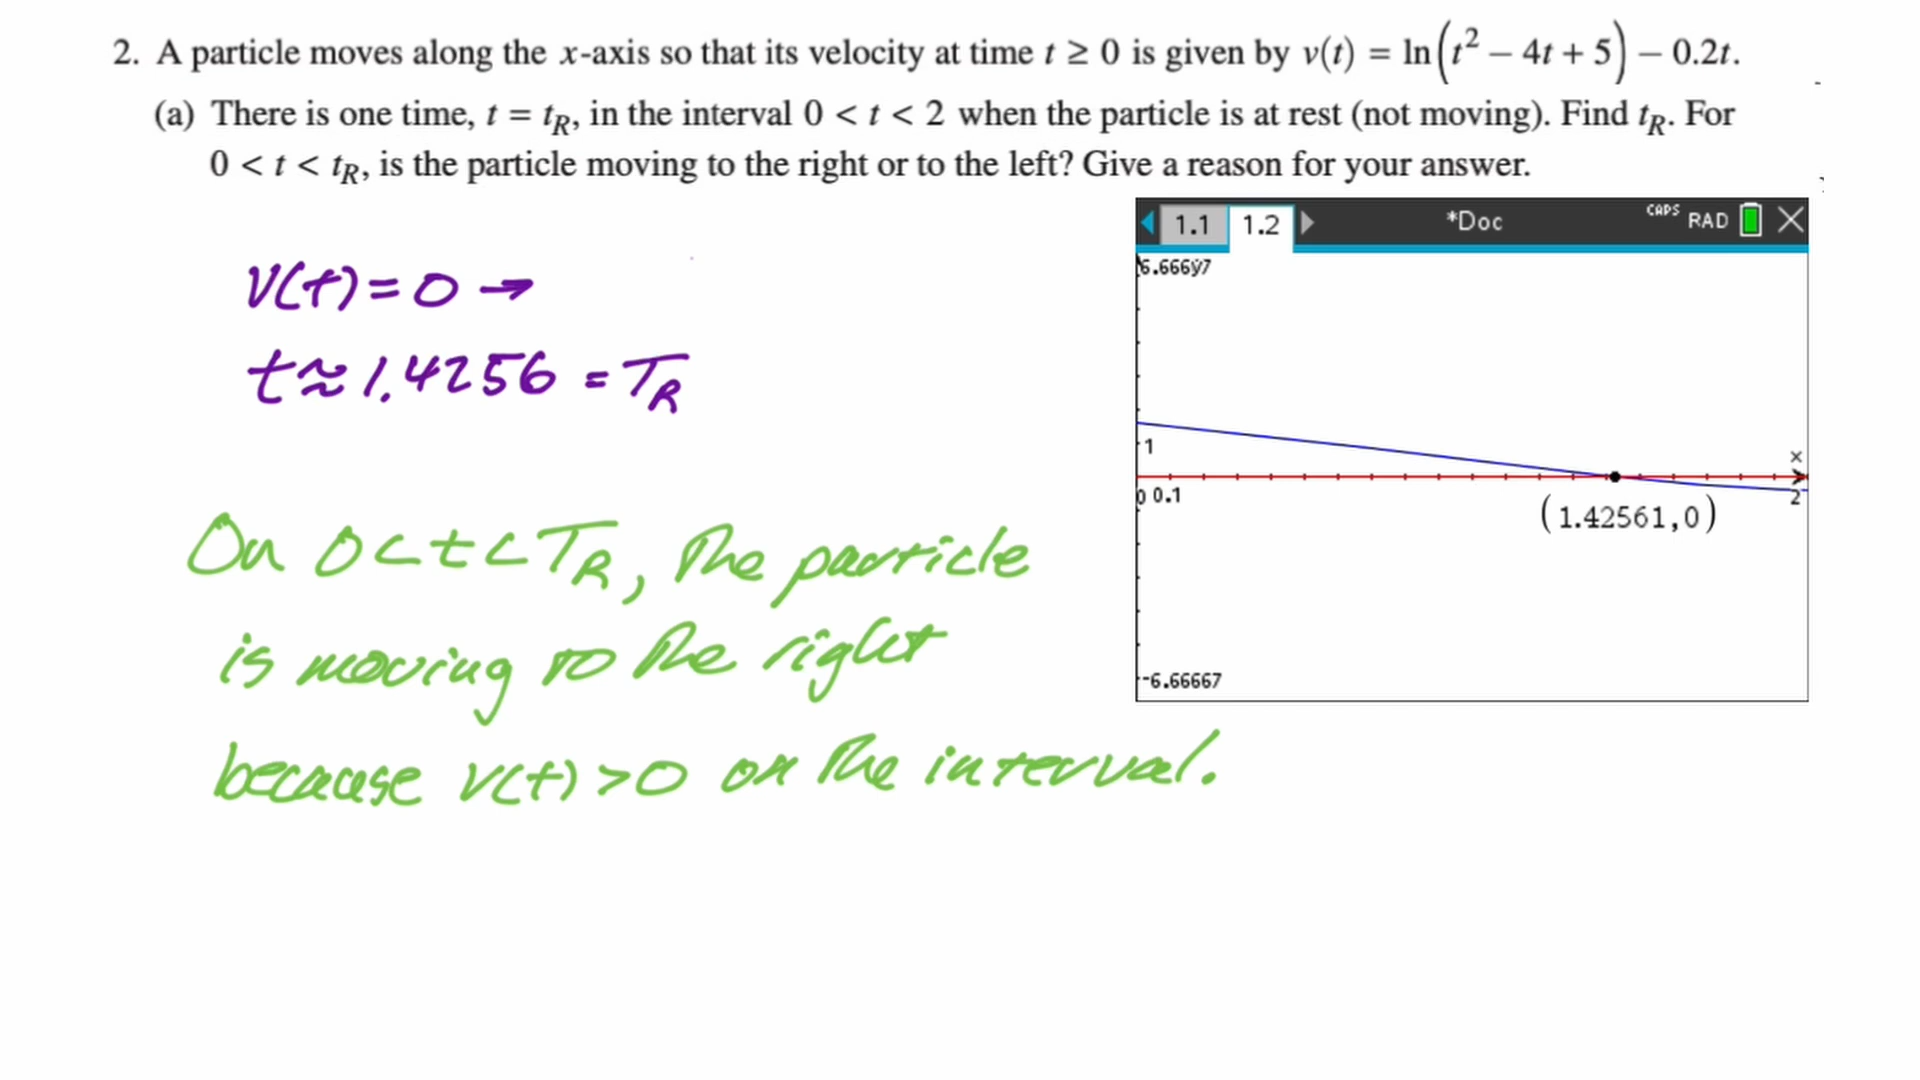 2. A particle moves along the x-axis so that its velocity at time t ≥ 0 is given by v(t) = ln(t² – 4t + 5) – 0.2t.
(a) There is one time, t = t_R, in the interval 0 < t < 2 when the particle is at rest (not moving). Find t_R. For
0 < t < t_R, is the particle moving to the right or to the left? Give a reason for your answer.
1.1 1.2 *Doc CAPS RAD
6.666y7
V(t) = 0 →
t ≈ 1.4256 = T_R
1
x
0 0.1
2
(1.42561,0)
On 0 < t < T_R, the particle
is moving to the right
-6.66667
because v(t) > 0 on the interval.